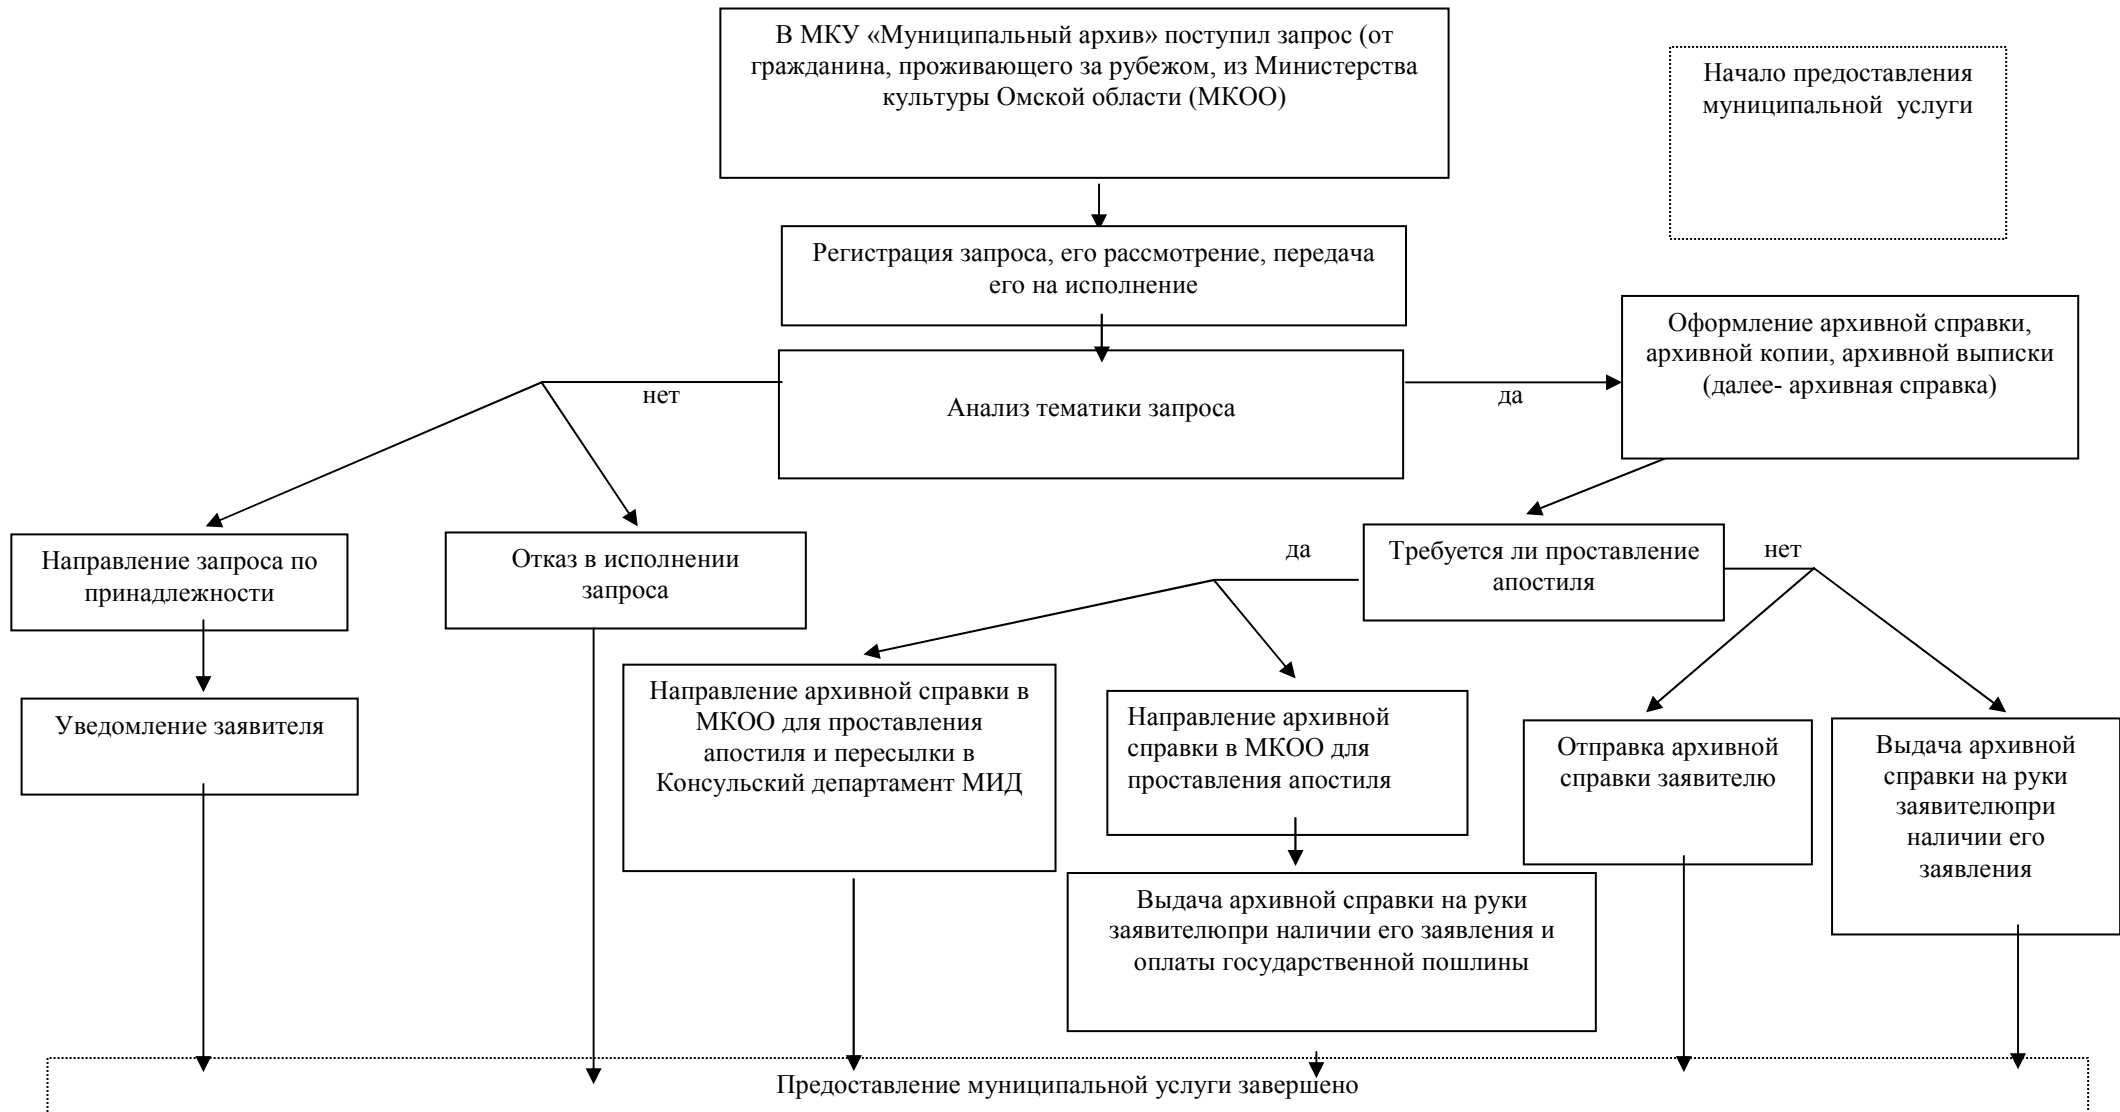 В МКУ «Муниципальный архив» поступил запрос (от
гражданина, проживающего за рубежом, из Министерства
культуры Омской области (МКОО)
Начало предоставления
муниципальной услуги
Регистрация запроса, его рассмотрение, передача
его на исполнение
Оформление архивной справки,
архивной копии, архивной выписки
(далее- архивная справка)
нет
Анализ тематики запроса
да
Направление запроса по
принадлежности
Отказ в исполнении
запроса
да
Требуется ли проставление
апостиля
нет
Уведомление заявителя
Направление архивной справки в
МКОО для проставления
апостиля и пересылки в
Консульский департамент МИД
Направление архивной
справки в МКОО для
проставления апостиля
Отправка архивной
справки заявителю
Выдача архивной
справки на руки
заявителюпри
наличии его
заявления
Выдача архивной справки на руки
заявителюпри наличии его заявления и
оплаты государственной пошлины
Предоставление муниципальной услуги завершено